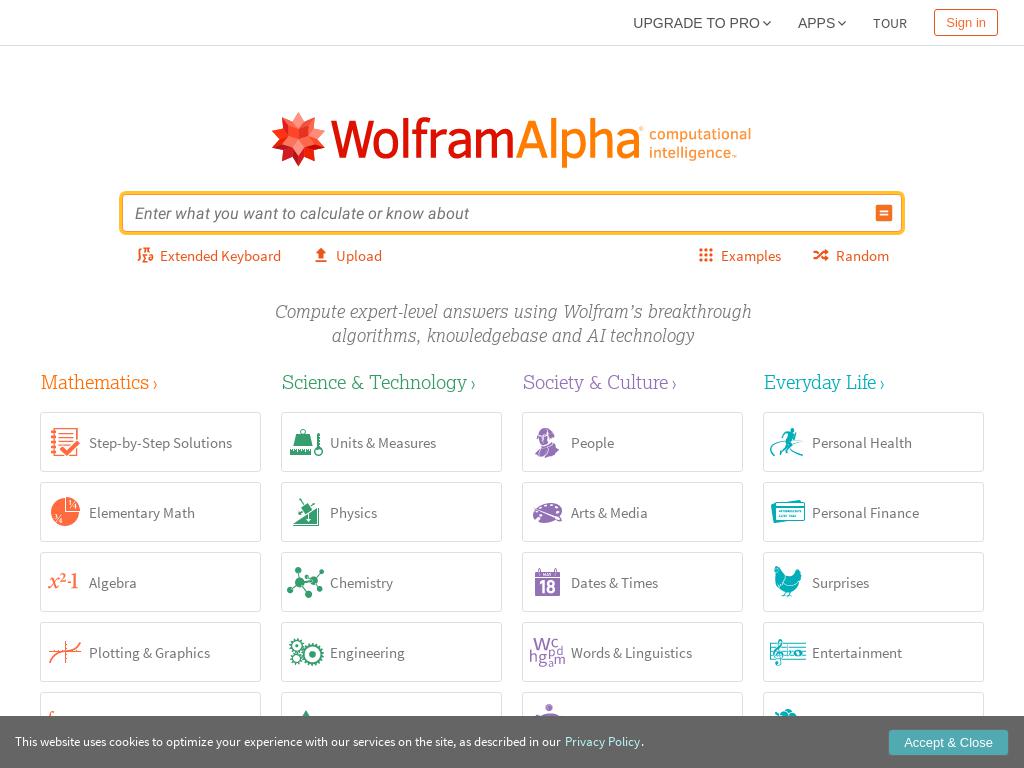 UPGRADE TO PRO
APPS
TOUR
Sign in
WolframAlpha computational intelligence™
Enter what you want to calculate or know about
Extended Keyboard
Upload
Examples
Random
Compute expert-level answers using Wolfram's breakthrough
algorithms, knowledgebase and AI technology
Mathematics ›
Science & Technology ›
Society & Culture ›
Everyday Life ›
Step-by-Step Solutions
Units & Measures
People
Personal Health
Elementary Math
Physics
Arts & Media
Personal Finance
x²-1 Algebra
Chemistry
18 Dates & Times
Surprises
Plotting & Graphics
Engineering
Words & Linguistics
Entertainment
This website uses cookies to optimize your experience with our services on the site, as described in our Privacy Policy.
Accept & Close